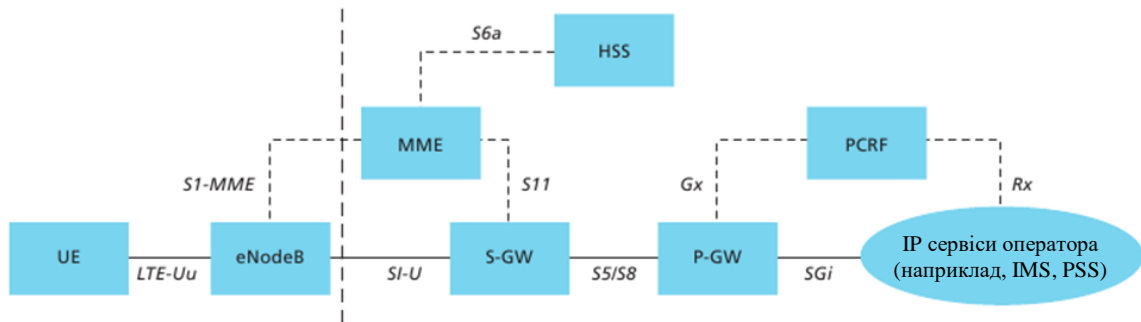 S6a
HSS
MME
PCRF
S1-MME
S11
Gx
Rx
UE
LTE-Uu
eNodeB
SI-U
S-GW
S5/S8
P-GW
SGi
IP сервіси оператора
(наприклад, IMS, PSS)